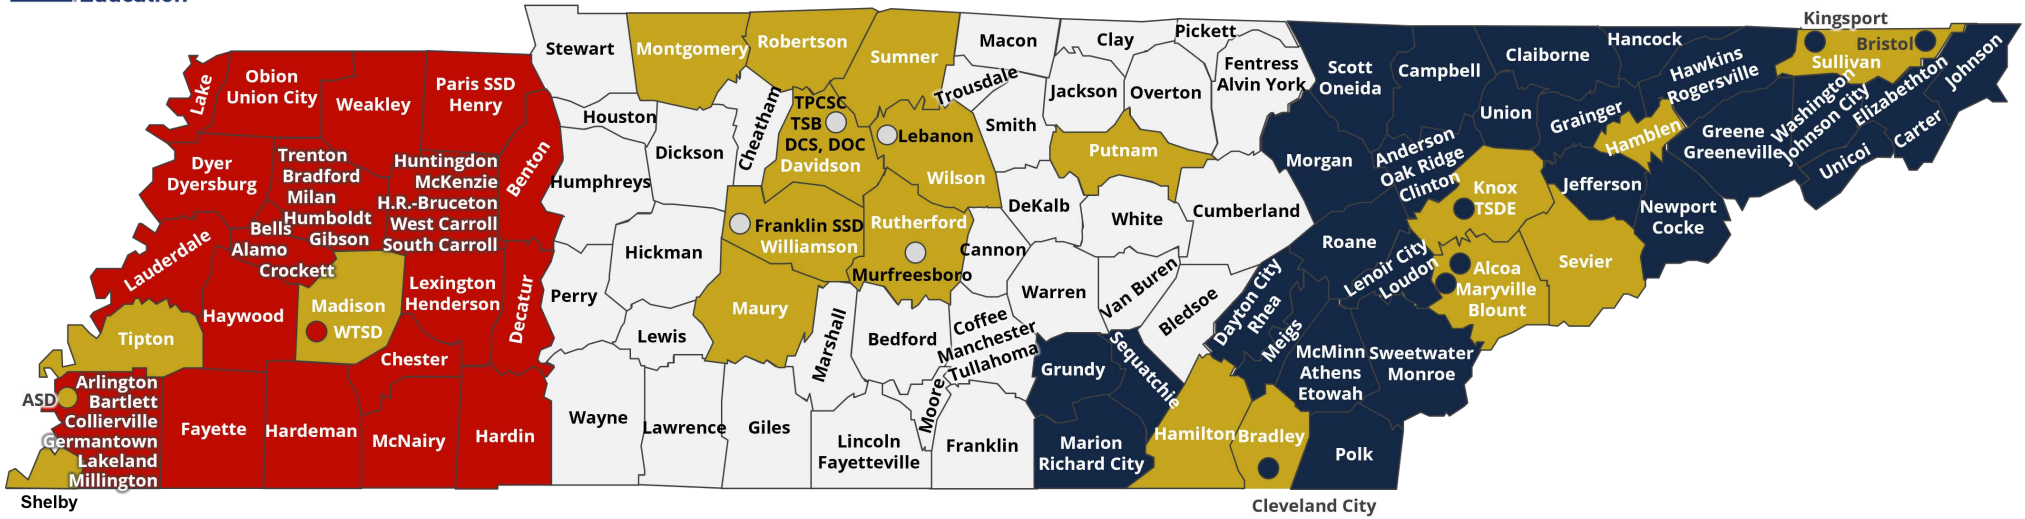 Education
Lake
Obion
Union City
Weakley
Paris SSD
Henry
Dyer
Dyersburg
Trenton
Bradford
Milan
Humboldt
Gibson
Huntingdon
McKenzie
H.R.-Bruceton
West Carroll
South Carroll
Benton
Lauderdale
Bells
Alamo
Crockett
Haywood
Madison
WTSD
Lexington
Henderson
Decatur
Tipton
Chester
ASD
Arlington
Bartlett
Collierville
Germantown
Lakeland
Millington
Shelby
Fayette
Hardeman
McNairy
Hardin
Stewart
Montgomery
Robertson
Sumner
Macon
Clay
Pickett
Trousdale
Jackson
Overton
Fentress
Alvin York
Houston
Cheatham
TPCSC
TSB
DCS, DOC
Davidson
Lebanon
Wilson
Smith
Putnam
Dickson
Humphreys
Franklin SSD
Williamson
Rutherford
Murfreesboro
Cannon
DeKalb
White
Cumberland
Hickman
Perry
Maury
Warren
Van Buren
Bledsoe
Lewis
Marshall
Bedford
Coffee
Manchester
Tullahoma
Moore
Wayne
Lawrence
Giles
Lincoln
Fayetteville
Franklin
Scott
Oneida
Campbell
Claiborne
Hancock
Hawkins
Rogersville
Kingsport
Bristol
Sullivan
Johnson
Washington
Johnson City
Elizabethton
Carter
Unicoi
Greene
Greeneville
Hamblen
Grainger
Union
Morgan
Anderson
Oak Ridge
Clinton
Knox
TSDE
Jefferson
Newport
Cocke
Sevier
Roane
Lenoir City
Loudon
Alcoa
Maryville
Blount
Dayton City
Rhea
Meigs
McMinn
Athens
Etowah
Sweetwater
Monroe
Grundy
Sequatchie
Marion
Richard City
Hamilton
Bradley
Polk
Cleveland City